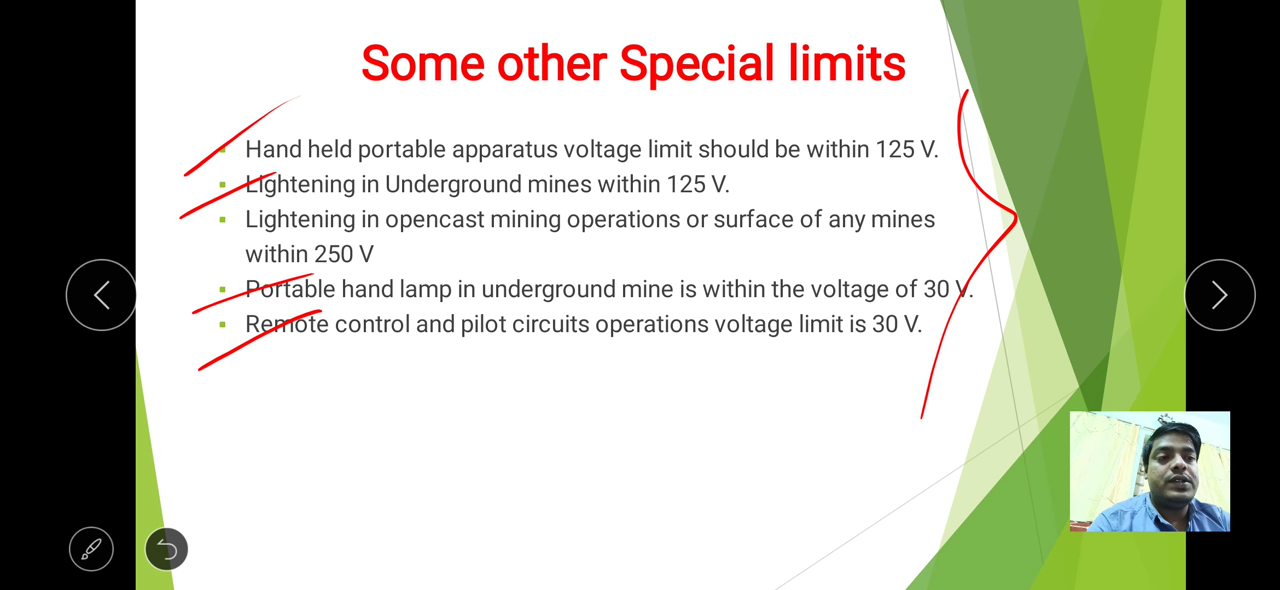 Some other Special limits
Hand held portable apparatus voltage limit should be within 125 V.
Lightening in Underground mines within 125 V.
Lightening in opencast mining operations or surface of any mines
within 250 V
Portable hand lamp in underground mine is within the voltage of 30 V.
Remote control and pilot circuits operations voltage limit is 30 V.